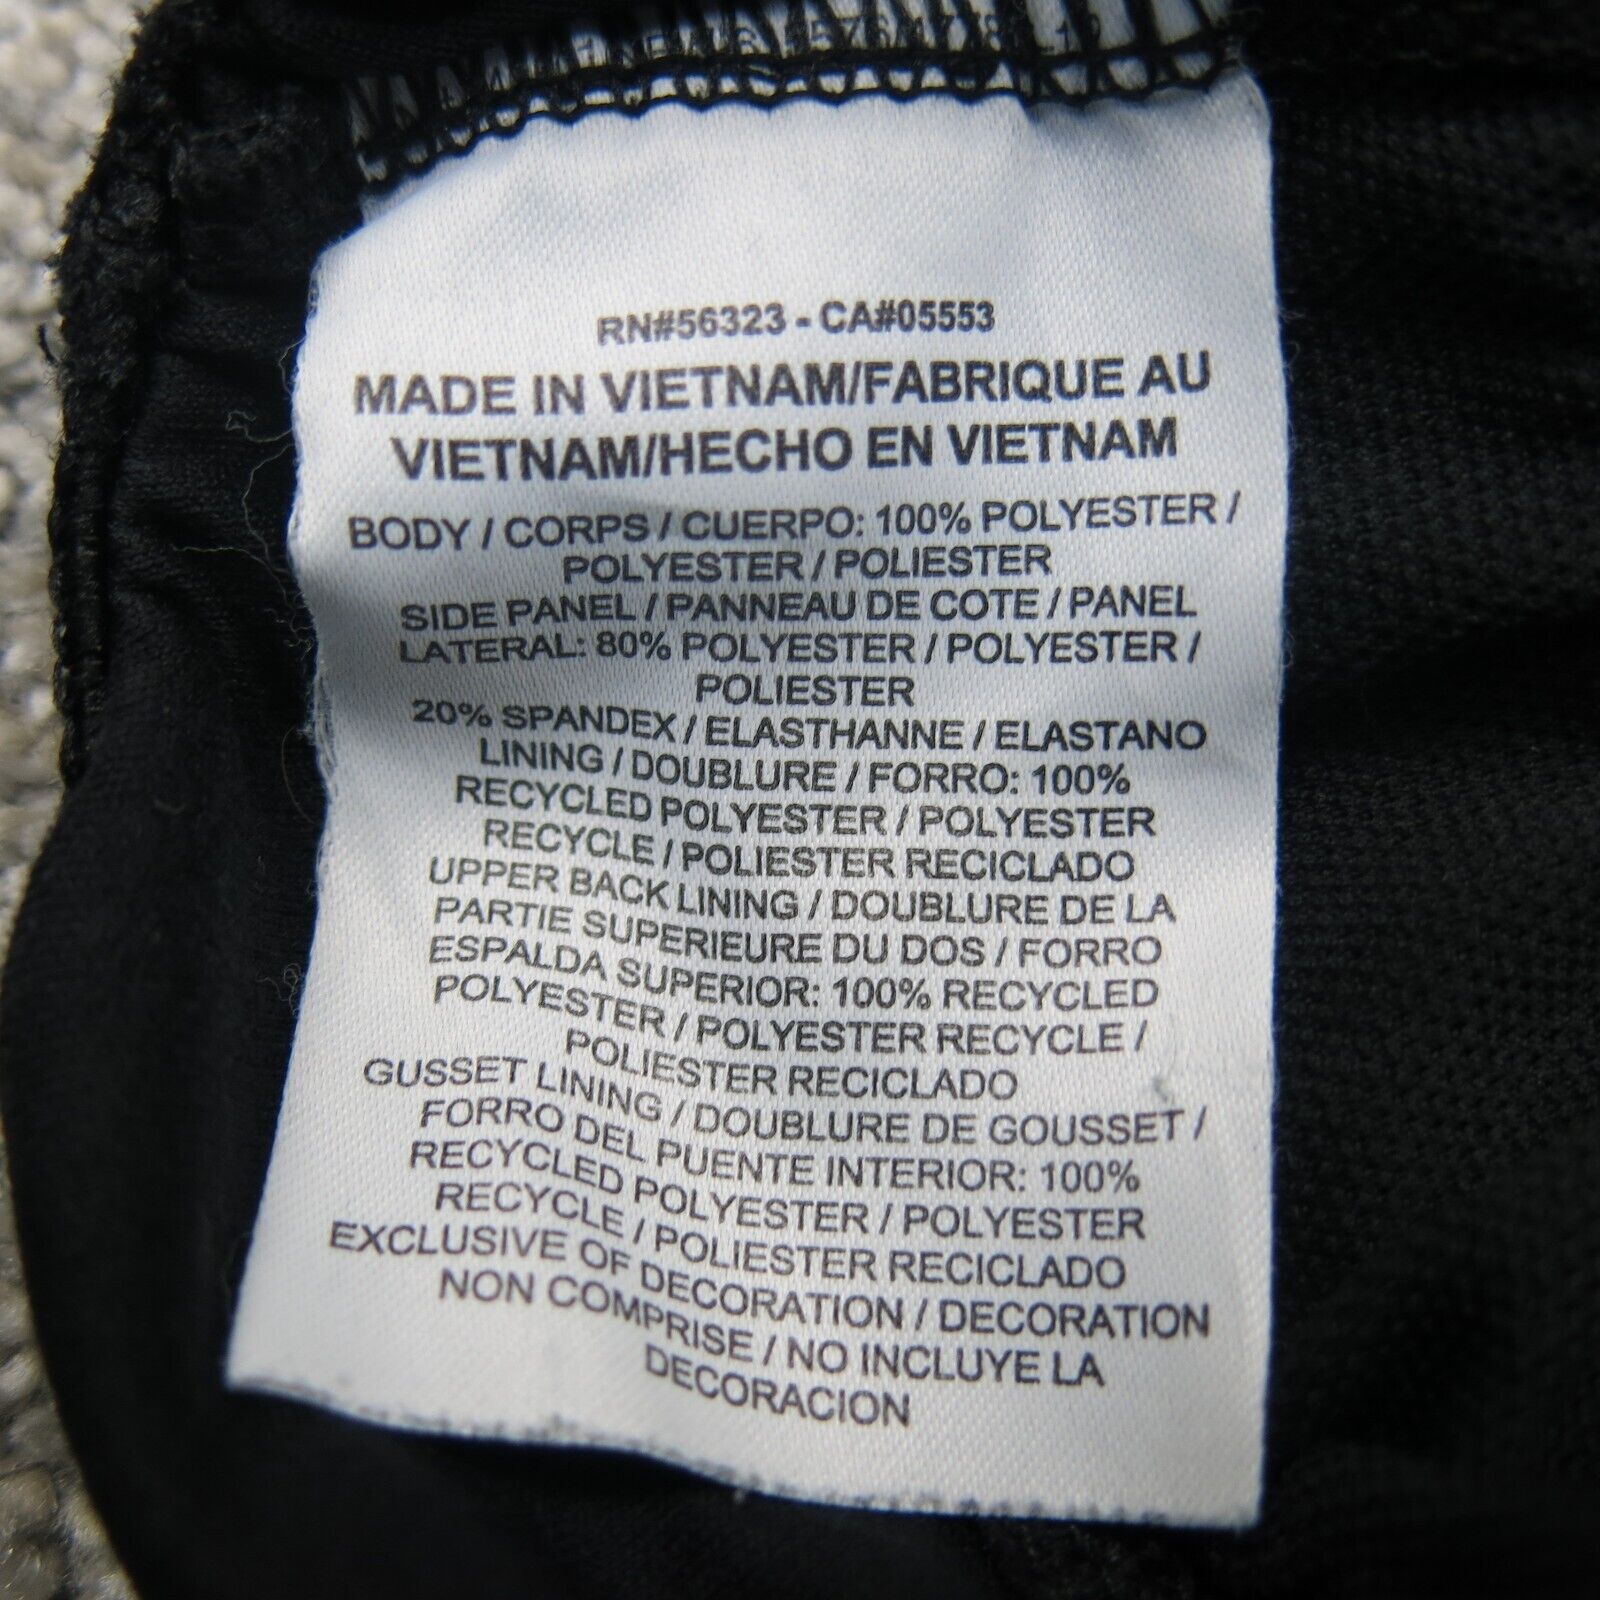 RN#56323 - CA#05553
MADE IN VIETNAM/FABRIQUE AU
VIETNAM/HECHO EN VIETNAM
BODY / CORPS / CUERPO: 100% POLYESTER /
POLYESTER / POLIESTER
SIDE PANEL / PANNEAU DE COTE / PANEL
LATERAL: 80% POLYESTER / POLYESTER /
POLIESTER
20% SPANDEX / ELASTHANNE / ELASTANO
LINING / DOUBLURE / FORRO: 100%
RECYCLED POLYESTER / POLYESTER
RECYCLE / POLIESTER RECICLADO
UPPER BACK LINING / DOUBLURE DE LA
PARTIE SUPERIEURE DU DOS / FORRO
ESPALDA SUPERIOR: 100% RECYCLED
POLYESTER / POLYESTER RECYCLE /
POLIESTER RECICLADO
GUSSET LINING / DOUBLURE DE GOUSSET /
FORRO DEL PUENTE INTERIOR: 100%
RECYCLED POLYESTER / POLYESTER
RECYCLE / POLIESTER RECICLADO
EXCLUSIVE OF DECORATION / DECORATION
NON COMPRISE / NO INCLUYE LA
DECORACION